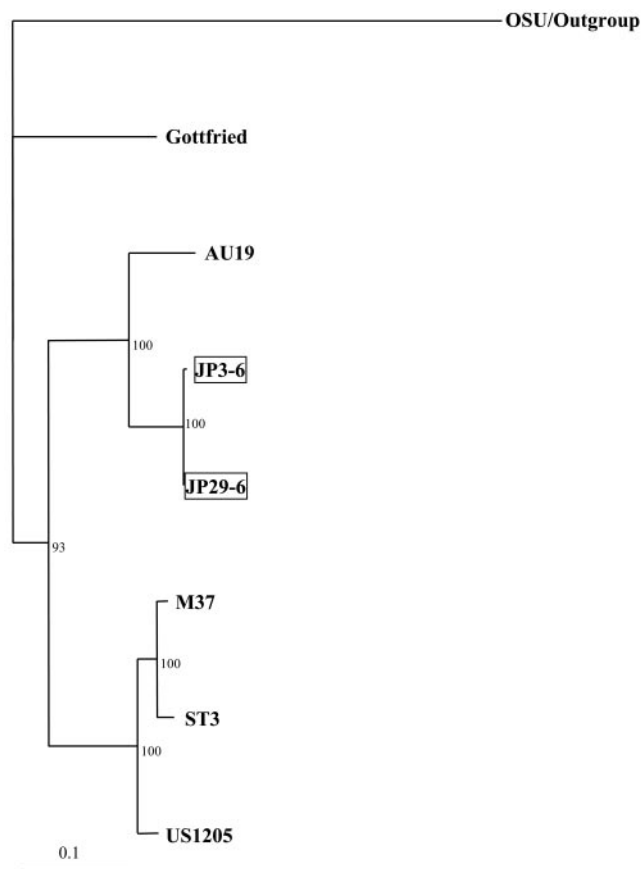 OSU/Outgroup
Gottfried
AU19
100
JP3-6
100
JP29-6
93
M37
100
ST3
100
US1205
0.1